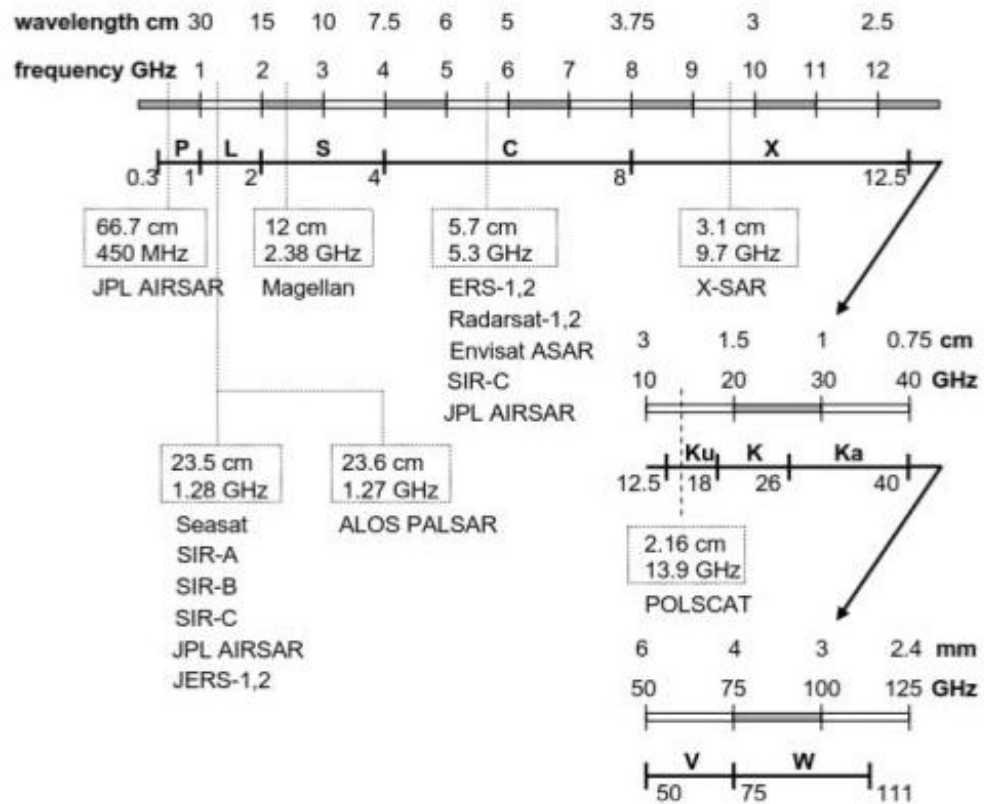 wavelength cm 30 15 10 7.5 6 5 3.75 3 2.5
frequency GHz 1 2 3 4 5 6 7 8 9 10 11 12
P L S C X
0.3 1 2 4 8 12.5
66.7 cm
450 MHz
JPL AIRSAR
12 cm
2.38 GHz
Magellan
5.7 cm
5.3 GHz
ERS-1,2
Radarsat-1,2
Envisat ASAR
SIR-C
JPL AIRSAR
3.1 cm
9.7 GHz
X-SAR
23.5 cm
1.28 GHz
Seasat
SIR-A
SIR-B
SIR-C
JPL AIRSAR
JERS-1,2
23.6 cm
1.27 GHz
ALOS PALSAR
3 1.5 1 0.75 cm
10 20 30 40 GHz
Ku K Ka
12.5 18 26 40
2.16 cm
13.9 GHz
POLSCAT
6 4 3 2.4 mm
50 75 100 125 GHz
V W
50 75 111